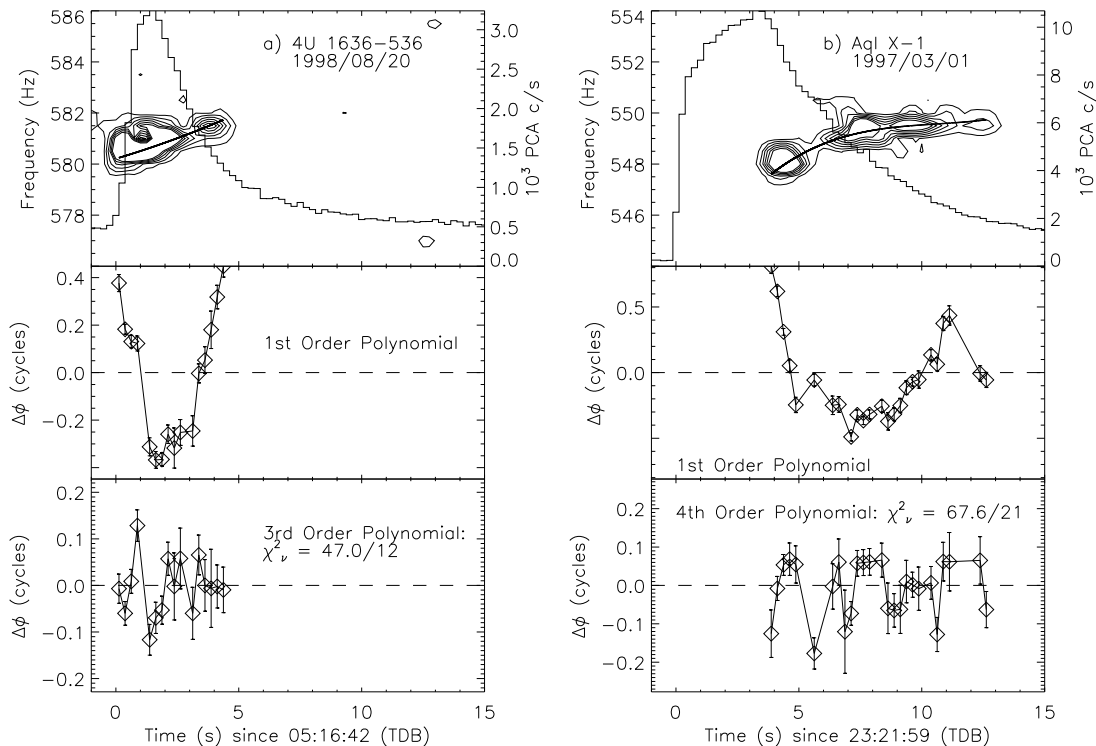 586
584
582
580
578
Frequency (Hz)
a) 4U 1636-536
1998/08/20
3.0
2.5
2.0
1.5
1.0
0.5
0.0
10³ PCA c/s
0.4
0.2
0.0
-0.2
Δϕ (cycles)
1st Order Polynomial
0.2
0.1
0.0
-0.1
-0.2
Δϕ (cycles)
3rd Order Polynomial:
χ²ᵥ = 47.0/12
0
5
10
15
Time (s) since 05:16:42 (TDB)
554
552
550
548
546
Frequency (Hz)
b) Aql X-1
1997/03/01
10
8
6
4
2
0
10³ PCA c/s
0.5
0.0
Δϕ (cycles)
1st Order Polynomial
0.2
0.1
0.0
-0.1
-0.2
Δϕ (cycles)
4th Order Polynomial: χ²ᵥ = 67.6/21
0
5
10
15
Time (s) since 23:21:59 (TDB)